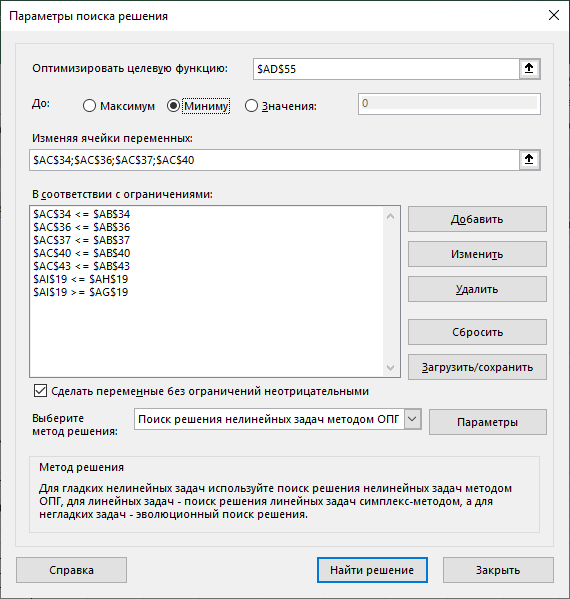 Параметры поиска решения
Оптимизировать целевую функцию:
$AD$55
До:
Максимум
Миниму
Значения:
0
Изменяя ячейки переменных:
$AC$34;$AC$36;$AC$37;$AC$40
В соответствии с ограничениями:
$AC$34 <= $AB$34
$AC$36 <= $AB$36
$AC$37 <= $AB$37
$AC$40 <= $AB$40
$AC$43 <= $AB$43
$AI$19 <= $AH$19
$AI$19 >= $AG$19
Добавить
Изменить
Удалить
Сбросить
Загрузить/сохранить
Сделать переменные без ограничений неотрицательными
Выберите
метод решения:
Поиск решения нелинейных задач методом ОПГ
Параметры
Метод решения
Для гладких нелинейных задач используйте поиск решения нелинейных задач методом
ОПГ, для линейных задач - поиск решения линейных задач симплекс-методом, а для
негладких задач - эволюционный поиск решения.
Справка
Найти решение
Закрыть